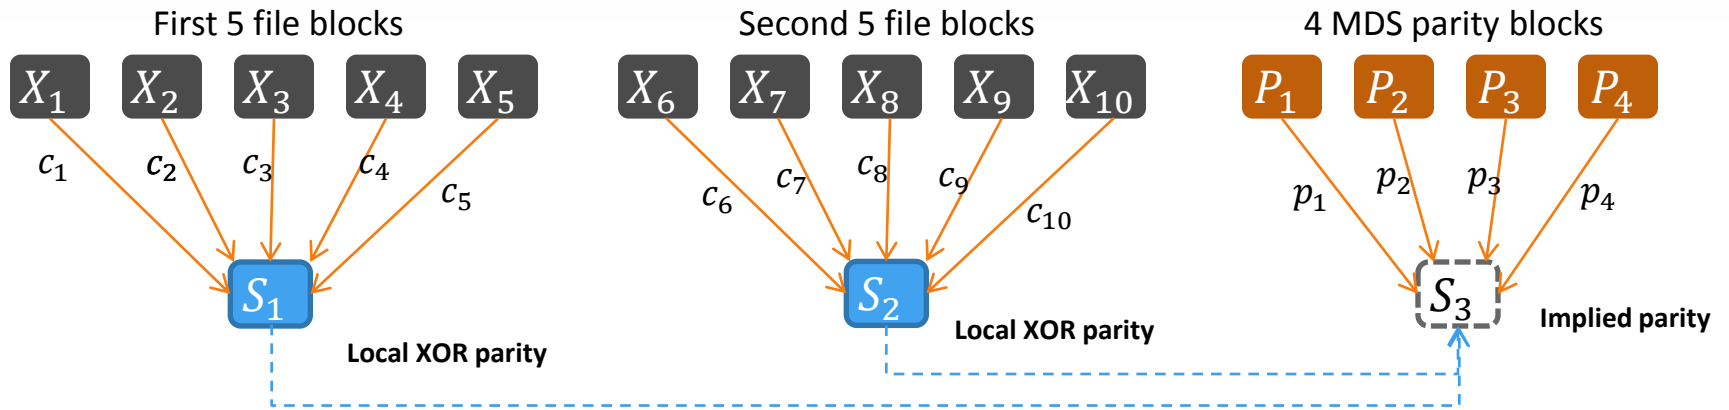 First 5 file blocks
Second 5 file blocks
4 MDS parity blocks
X₁ X₂ X₃ X₄ X₅
X₆ X₇ X₈ X₉ X₁₀
P₁ P₂ P₃ P₄
c₁ c₂ c₃ c₄ c₅
c₆ c₇ c₈ c₉ c₁₀
p₁ p₂ p₃ p₄
S₁
S₂
S₃
Local XOR parity
Local XOR parity
Implied parity